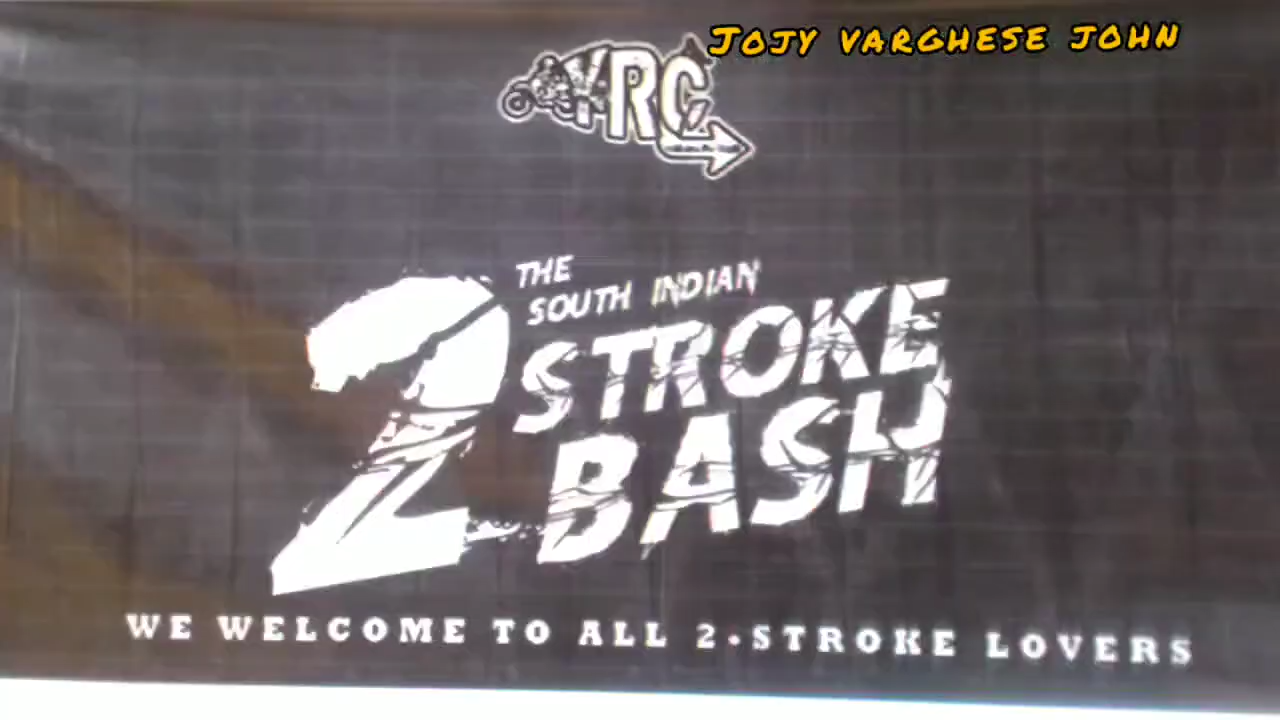 JOJY VARGHESE JOHN
YRC
THE
SOUTH INDIAN
2 STROKE
BASH
WE WELCOME TO ALL 2-STROKE LOVERS